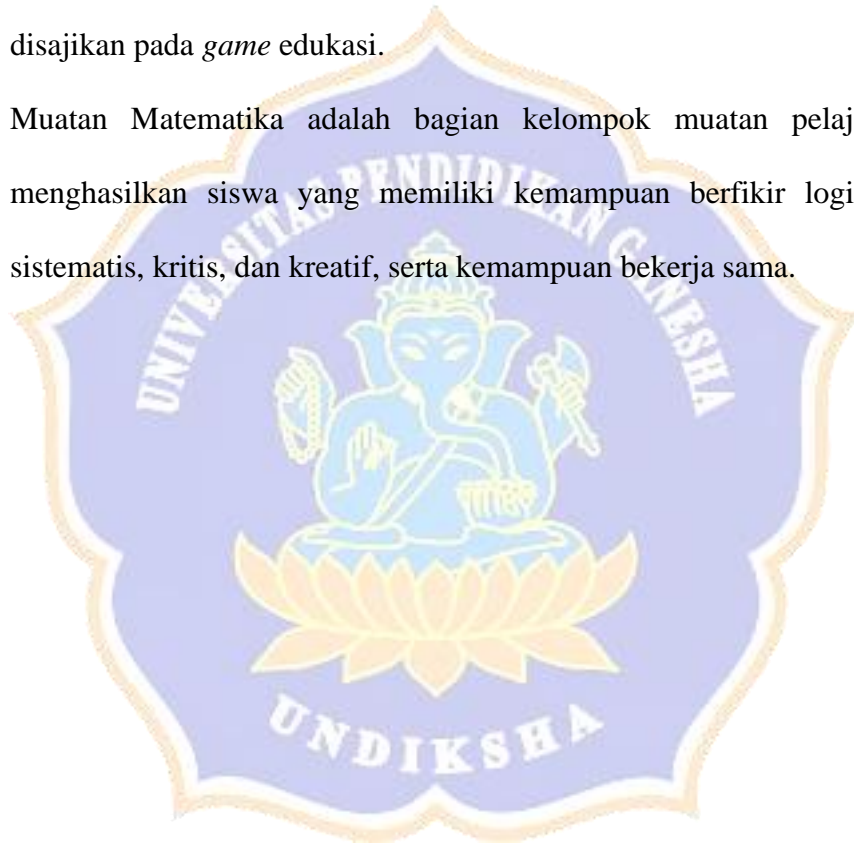 disajikan pada game edukasi.
Muatan Matematika adalah bagian kelompok muatan pelaj
menghasilkan siswa yang memiliki kemampuan berfikir logi
sistematis, kritis, dan kreatif, serta kemampuan bekerja sama.
UNIVERSITAS PENDIDIKAN GANESHA
UNDIKSHA